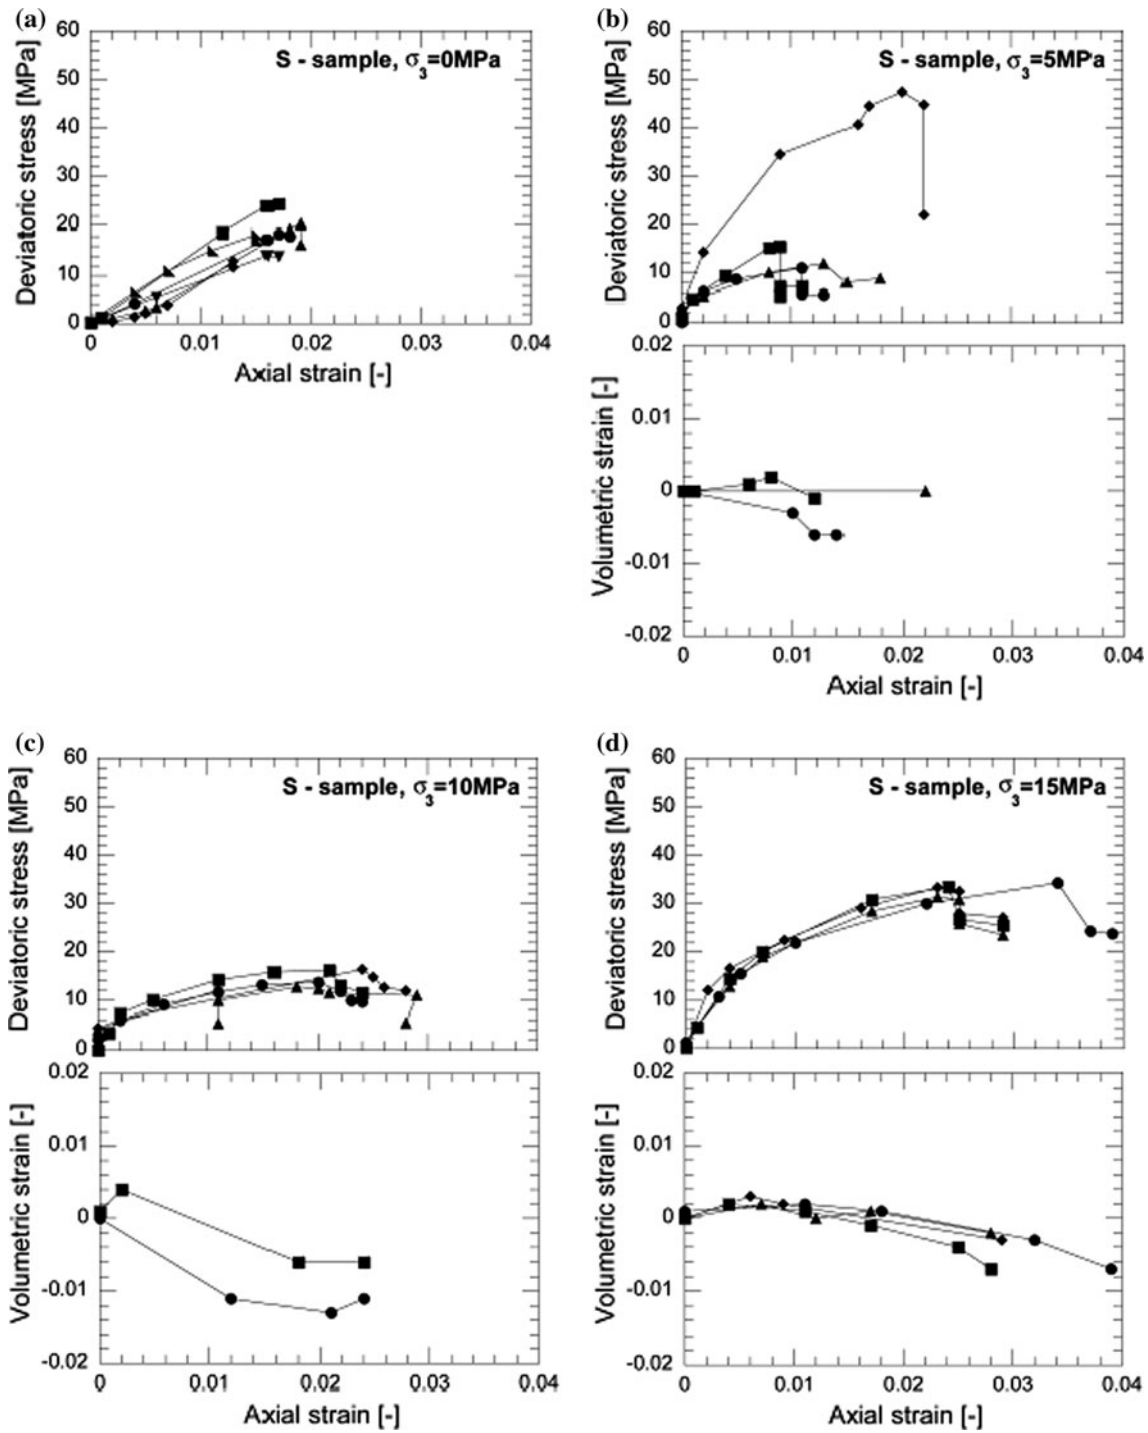 (a)
60
50
40
30
20
10
0
Deviatoric stress [MPa]
S - sample, σ3=0MPa
0 0.01 0.02 0.03 0.04
Axial strain [-]
(b)
60
50
40
30
20
10
0
Deviatoric stress [MPa]
S - sample, σ3=5MPa
0.02
0.01
0
-0.01
-0.02
Volumetric strain [-]
0 0.01 0.02 0.03 0.04
Axial strain [-]
(c)
60
50
40
30
20
10
0
Deviatoric stress [MPa]
S - sample, σ3=10MPa
0.02
0.01
0
-0.01
-0.02
Volumetric strain [-]
0 0.01 0.02 0.03 0.04
Axial strain [-]
(d)
60
50
40
30
20
10
0
Deviatoric stress [MPa]
S - sample, σ3=15MPa
0.02
0.01
0
-0.01
-0.02
Volumetric strain [-]
0 0.01 0.02 0.03 0.04
Axial strain [-]